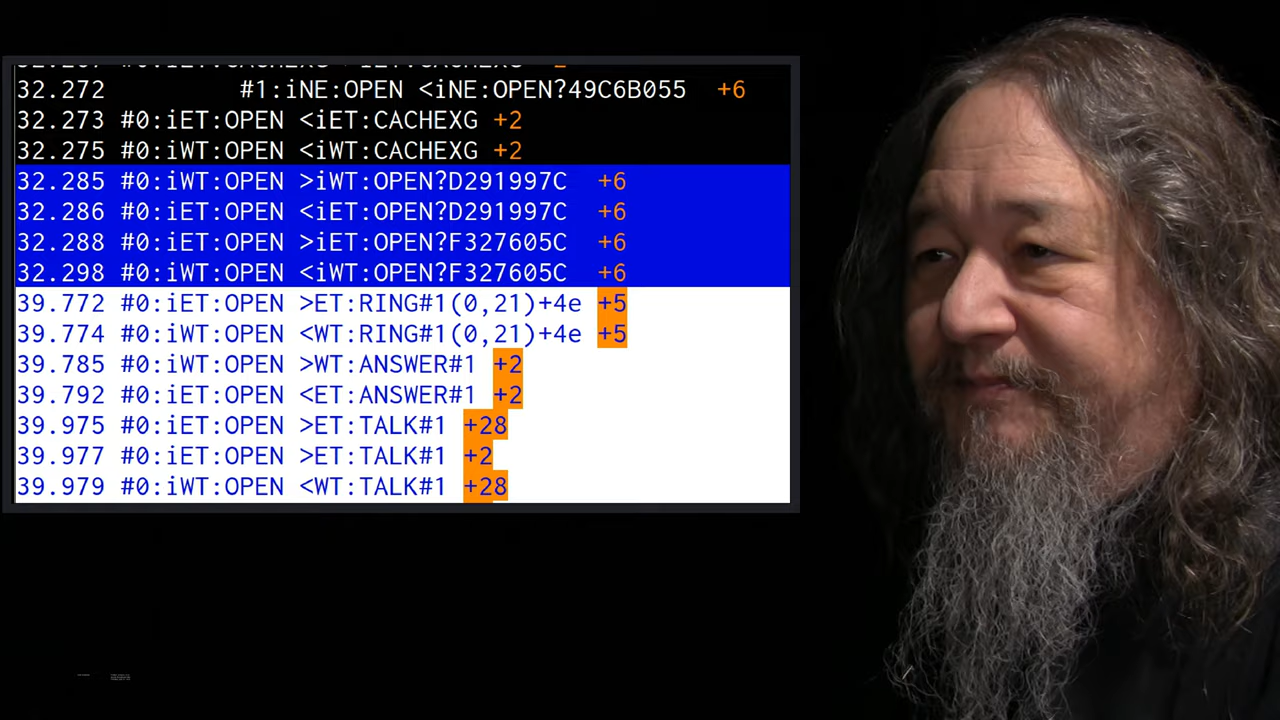 32.272 #1:iNE:OPEN <iNE:OPEN?49C6B055 +6
32.273 #0:iET:OPEN <iET:CACHEXG +2
32.275 #0:iWT:OPEN <iWT:CACHEXG +2
32.285 #0:iWT:OPEN >iWT:OPEN?D291997C +6
32.286 #0:iWT:OPEN <iET:OPEN?D291997C +6
32.288 #0:iWT:OPEN >iET:OPEN?F327605C +6
32.298 #0:iWT:OPEN <iWT:OPEN?F327605C +6
39.772 #0:iET:OPEN >ET:RING#1(0,21)+4e +5
39.774 #0:iWT:OPEN <WT:RING#1(0,21)+4e +5
39.785 #0:iWT:OPEN >WT:ANSWER#1 +2
39.792 #0:iET:OPEN <ET:ANSWER#1 +2
39.975 #0:iET:OPEN >ET:TALK#1 +28
39.977 #0:iET:OPEN >ET:TALK#1 +2
39.979 #0:iWT:OPEN <WT:TALK#1 +28